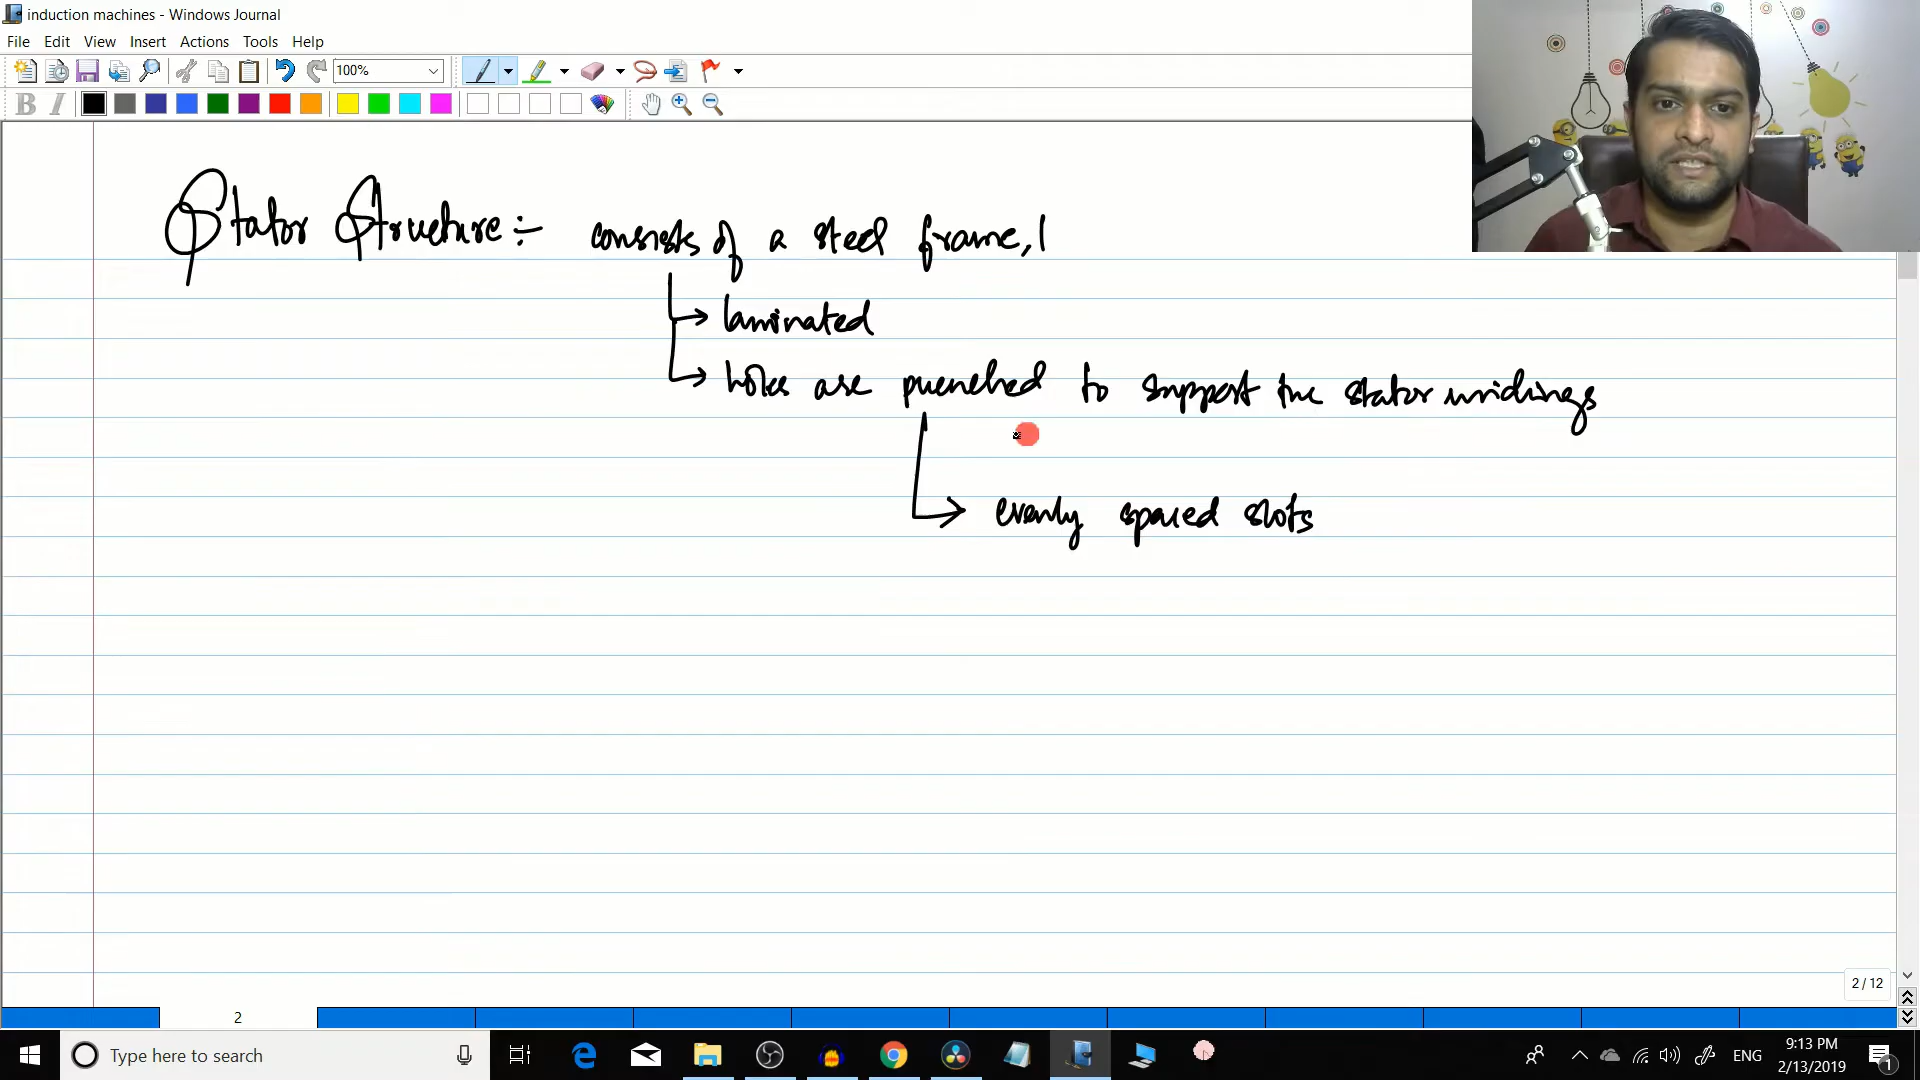 induction machines - Windows Journal
File Edit View Insert Actions Tools Help
100%
B I
Stator Structure :- consists of a steel frame,
laminated
holes are punched to support the stator windings
evenly spaced slots
2 / 12
2
Type here to search
ENG
9:13 PM
2/13/2019
1